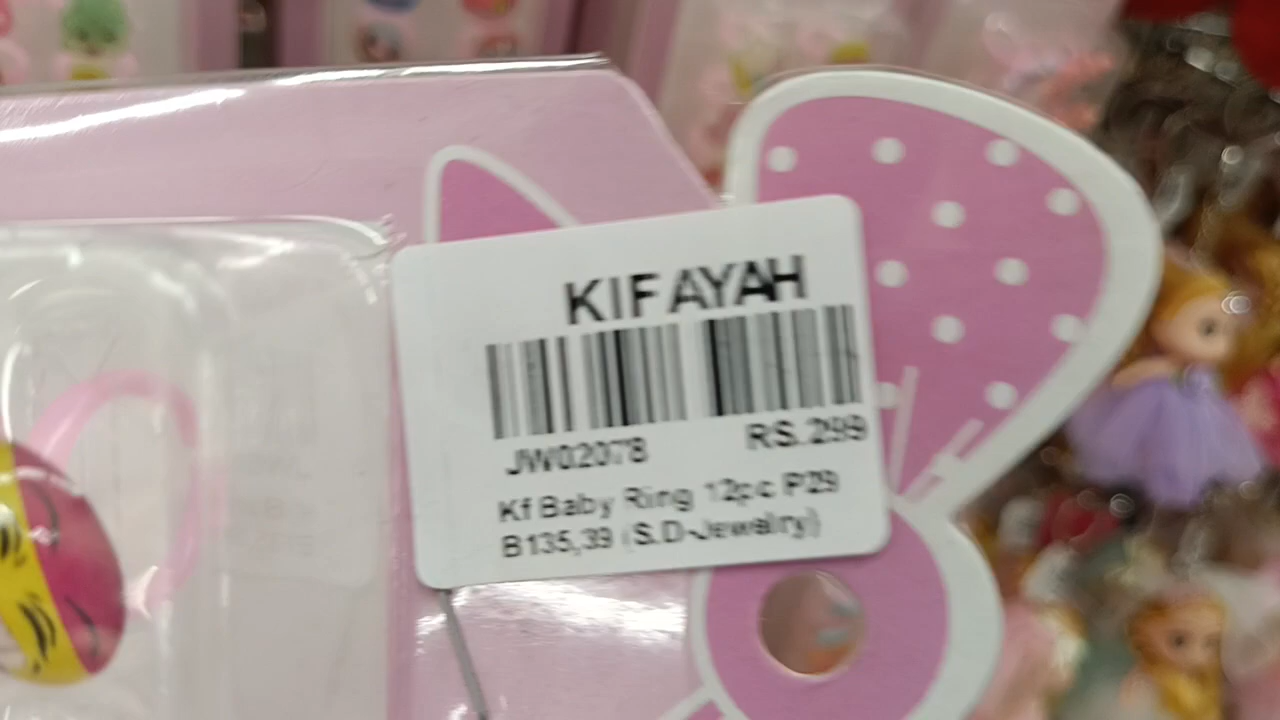 KIFAYAH
JW02078 RS.299
Kf Baby Ring 12pc P29
B135,39 (S.D-Jewelry)